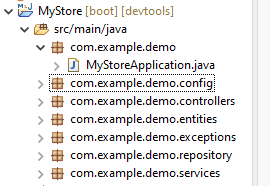 MyStore [boot] [devtools]
src/main/java
com.example.demo
MyStoreApplication.java
com.example.demo.config
com.example.demo.controllers
com.example.demo.entities
com.example.demo.exceptions
com.example.demo.repository
com.example.demo.services